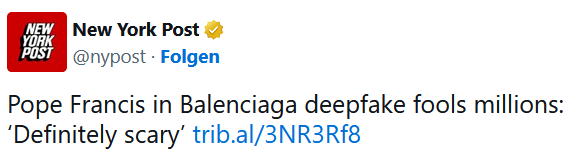 NEW
YORK
POST
New York Post
@nypost · Folgen
Pope Francis in Balenciaga deepfake fools millions:
‘Definitely scary’ trib.al/3NR3Rf8